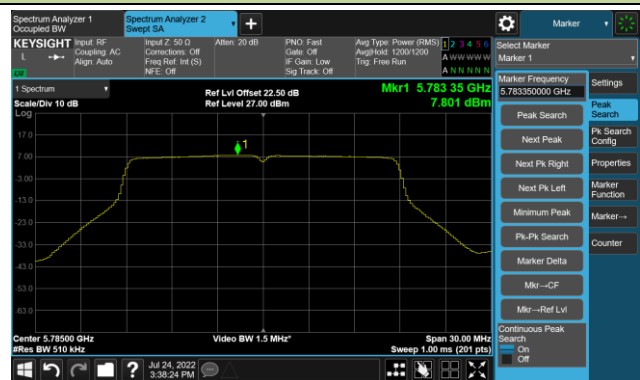 Spectrum Analyzer 1
Occupied BW
Spectrum Analyzer 2
Swept SA
+
Marker
KEYSIGHT
L
LXI
Input: RF
Coupling: AC
Align: Auto
Input Z: 50 Ω
Corrections: Off
Freq Ref: Int (S)
NFE: Off
Atten: 20 dB
PNO: Fast
Gate: Off
IF Gain: Low
Sig Track: Off
Avg Type: Power (RMS)
Avg|Hold: 1200/1200
Trig: Free Run
1 2 3 4 5 6
A W W W W W
A N N N N N
Select Marker
Marker 1
1 Spectrum
Scale/Div 10 dB
Log
Ref Lvl Offset 22.50 dB
Ref Level 27.00 dBm
Mkr1 5.783 35 GHz
7.801 dBm
17.0
7.00
-3.00
-13.0
-23.0
-33.0
-43.0
-53.0
-63.0
1
Center 5.78500 GHz
#Res BW 510 kHz
Video BW 1.5 MHz*
Span 30.00 MHz
Sweep 1.00 ms (201 pts)
Marker Frequency
5.783350000 GHz
Peak Search
Next Peak
Next Pk Right
Next Pk Left
Minimum Peak
Pk-Pk Search
Marker Delta
Mkr→CF
Mkr→Ref Lvl
Continuous Peak
Search
On
Off
Settings
Peak
Search
Pk Search
Config
Properties
Marker
Function
Marker→
Counter
?
Jul 24, 2022
3:38:24 PM